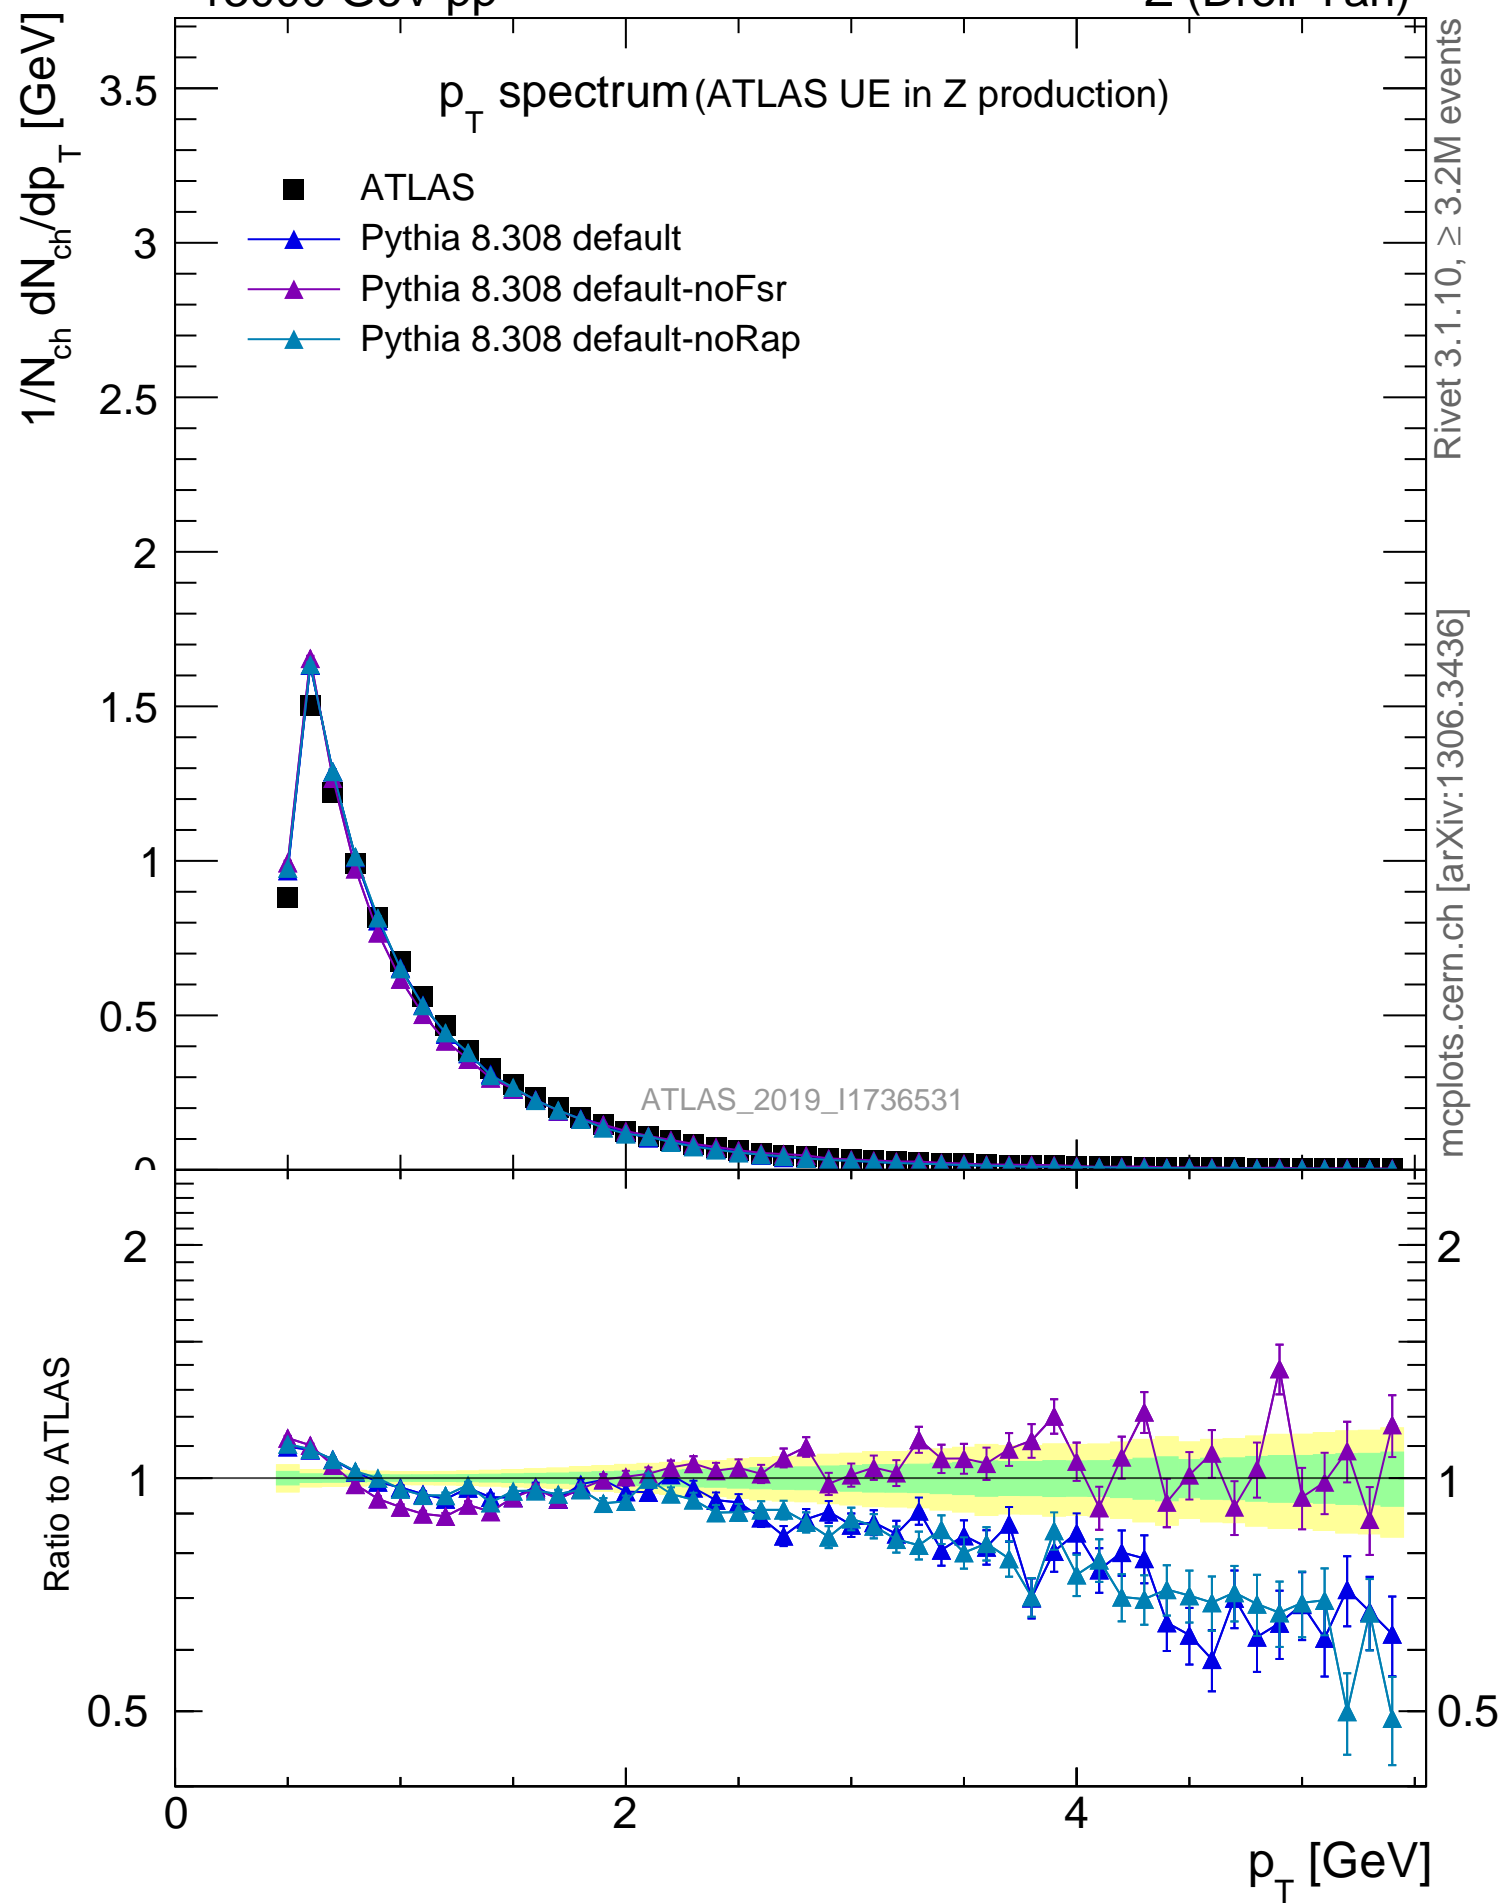 p_T spectrum (ATLAS UE in Z production)
ATLAS
Pythia 8.308 default
Pythia 8.308 default-noFsr
Pythia 8.308 default-noRap
1/N_ch dN_ch/dp_T [GeV]
3.5
3
2.5
2
1.5
1
0.5
0
ATLAS_2019_I1736531
Rivet 3.1.10, ≥ 3.2M events
mcplots.cern.ch [arXiv:1306.3436]
Ratio to ATLAS
2
1
0.5
2
1
0.5
0
2
4
p_T [GeV]